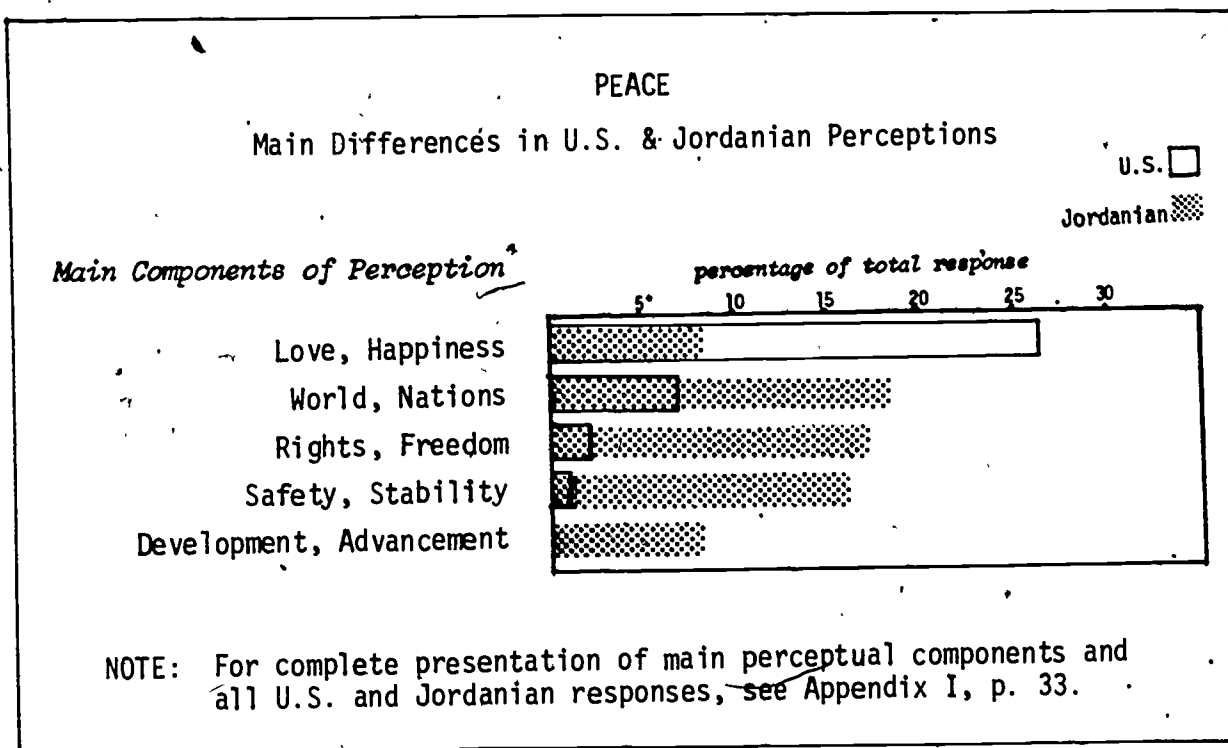 PEACE
Main Differences in U.S. & Jordanian Perceptions
U.S.
Jordanian
Main Components of Perception
percentage of total response
5 10 15 20 25 30
Love, Happiness
World, Nations
Rights, Freedom
Safety, Stability
Development, Advancement
NOTE: For complete presentation of main perceptual components and
all U.S. and Jordanian responses, see Appendix I, p. 33.